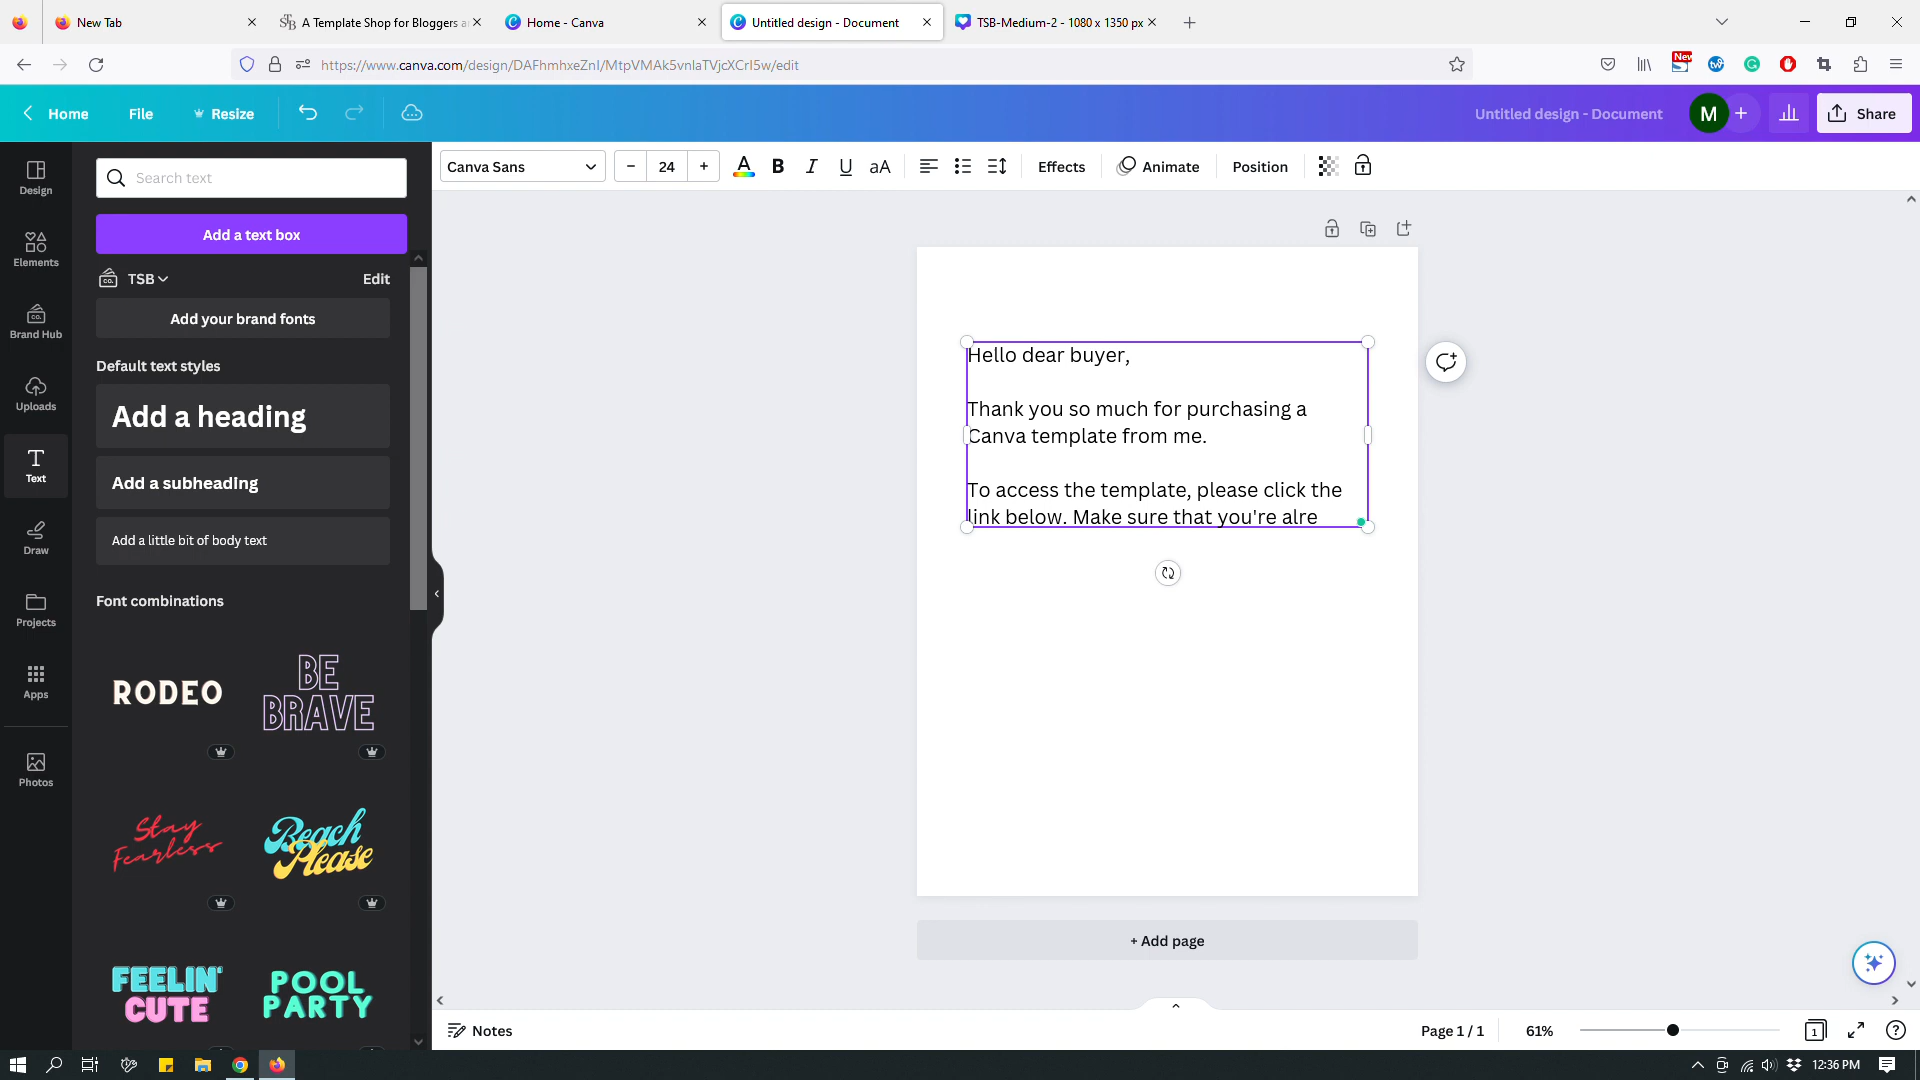 New Tab
A Template Shop for Bloggers a
Home - Canva
Untitled design - Document
TSB-Medium-2 - 1080 x 1350 px
https://www.canva.com/design/DAFhmhxeZnI/MtpVMAk5vnlaTVjcXCrI5w/edit
New
Home
File
Resize
Untitled design - Document
M
Share
Design
Elements
Brand Hub
Uploads
Text
Draw
Projects
Apps
Photos
Search text
Add a text box
TSB
Edit
Add your brand fonts
Default text styles
Add a heading
Add a subheading
Add a little bit of body text
Font combinations
RODEO
BE
BRAVE
Stay
Fearless
Beach
Please
FEELIN'
CUTE
POOL
PARTY
Canva Sans
24
A
B
I
U
aA
Effects
Animate
Position
Hello dear buyer,
Thank you so much for purchasing a
Canva template from me.
To access the template, please click the
link below. Make sure that you're alre
+ Add page
Notes
Page 1 / 1
61%
1
12:36 PM